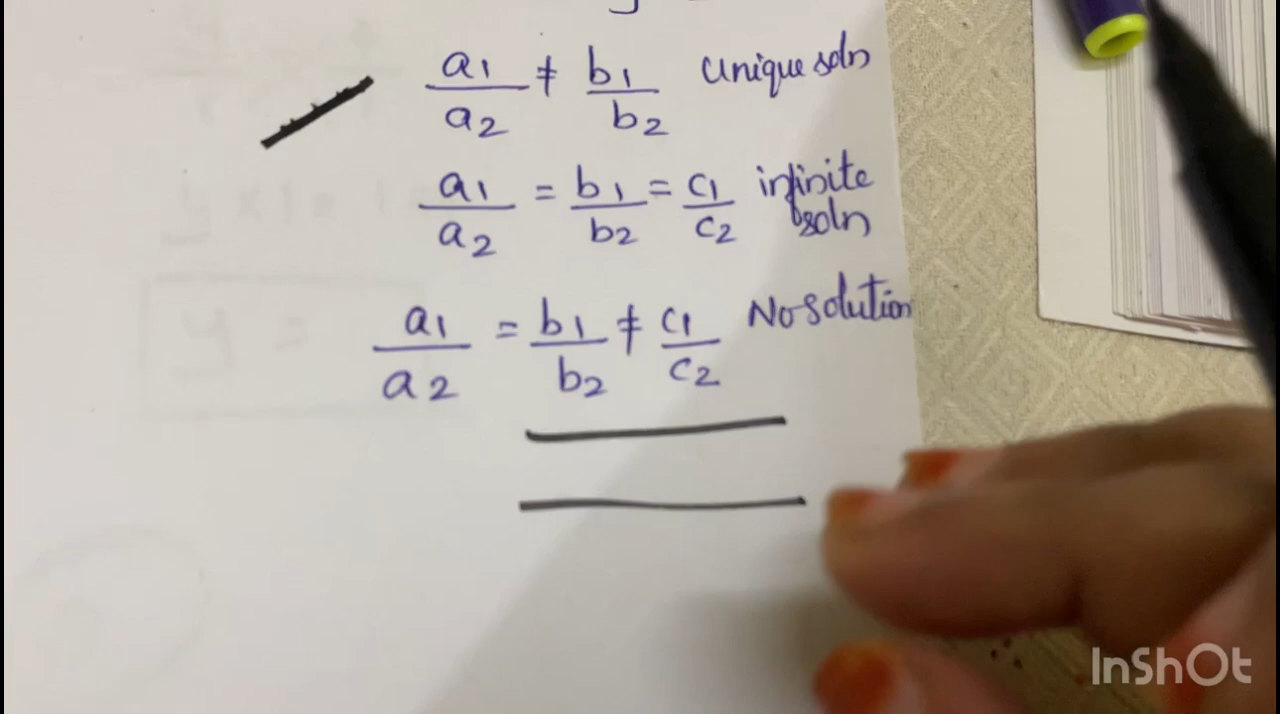 a1/a2 ≠ b1/b2 Unique soln
a1/a2 = b1/b2 = c1/c2 infinite soln
a1/a2 = b1/b2 ≠ c1/c2 No solution
InShOt